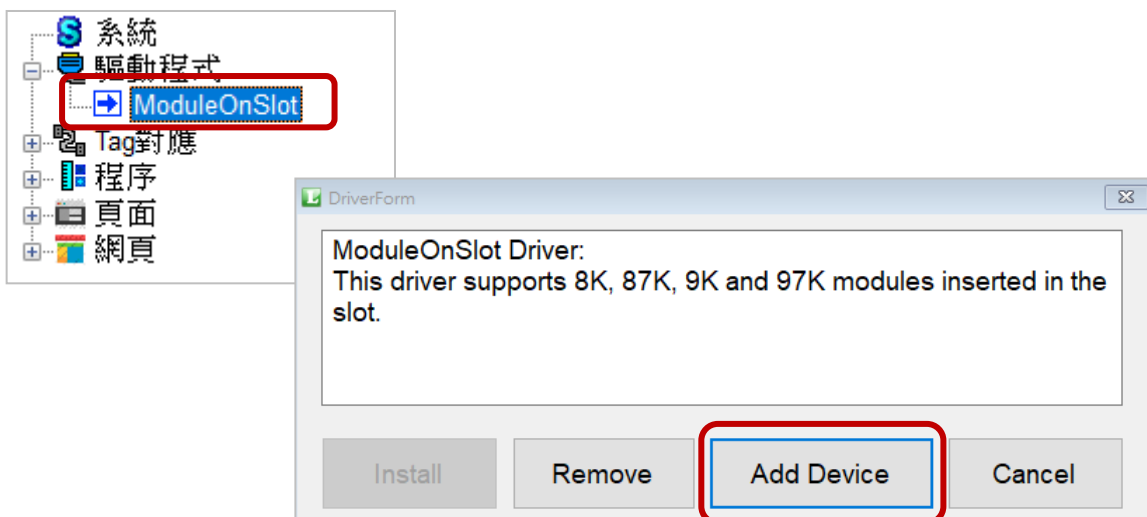 系統
驅動程式
ModuleOnSlot
Tag對應
程序
頁面
網頁
DriverForm
ModuleOnSlot Driver:
This driver supports 8K, 87K, 9K and 97K modules inserted in the
slot.
Install
Remove
Add Device
Cancel